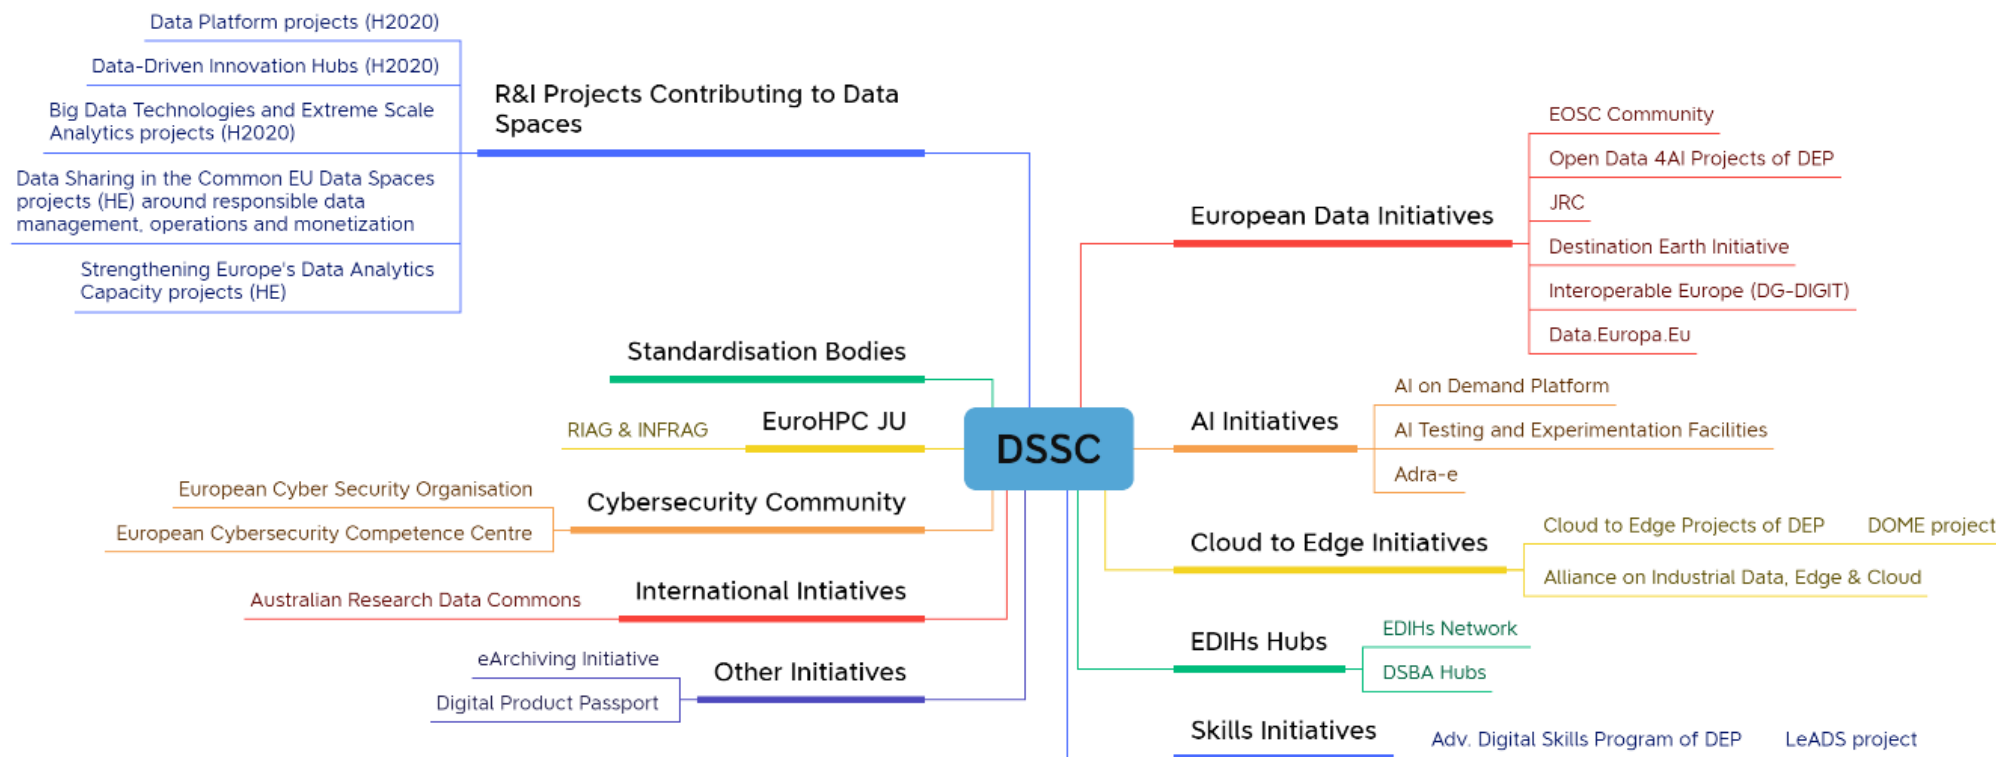 Data Platform projects (H2020)
Data-Driven Innovation Hubs (H2020)
Big Data Technologies and Extreme Scale
Analytics projects (H2020)
Data Sharing in the Common EU Data Spaces
projects (HE) around responsible data
management, operations and monetization
Strengthening Europe's Data Analytics
Capacity projects (HE)
R&I Projects Contributing to Data
Spaces
Standardisation Bodies
EuroHPC JU
RIAG & INFRAG
Cybersecurity Community
European Cyber Security Organisation
European Cybersecurity Competence Centre
International Intiatives
Australian Research Data Commons
Other Initiatives
eArchiving Initiative
Digital Product Passport
DSSC
European Data Initiatives
EOSC Community
Open Data 4AI Projects of DEP
JRC
Destination Earth Initiative
Interoperable Europe (DG-DIGIT)
Data.Europa.Eu
AI Initiatives
AI on Demand Platform
AI Testing and Experimentation Facilities
Adra-e
Cloud to Edge Initiatives
Cloud to Edge Projects of DEP
DOME project
Alliance on Industrial Data, Edge & Cloud
EDIHs Hubs
EDIHs Network
DSBA Hubs
Skills Initiatives
Adv. Digital Skills Program of DEP
LeADS project